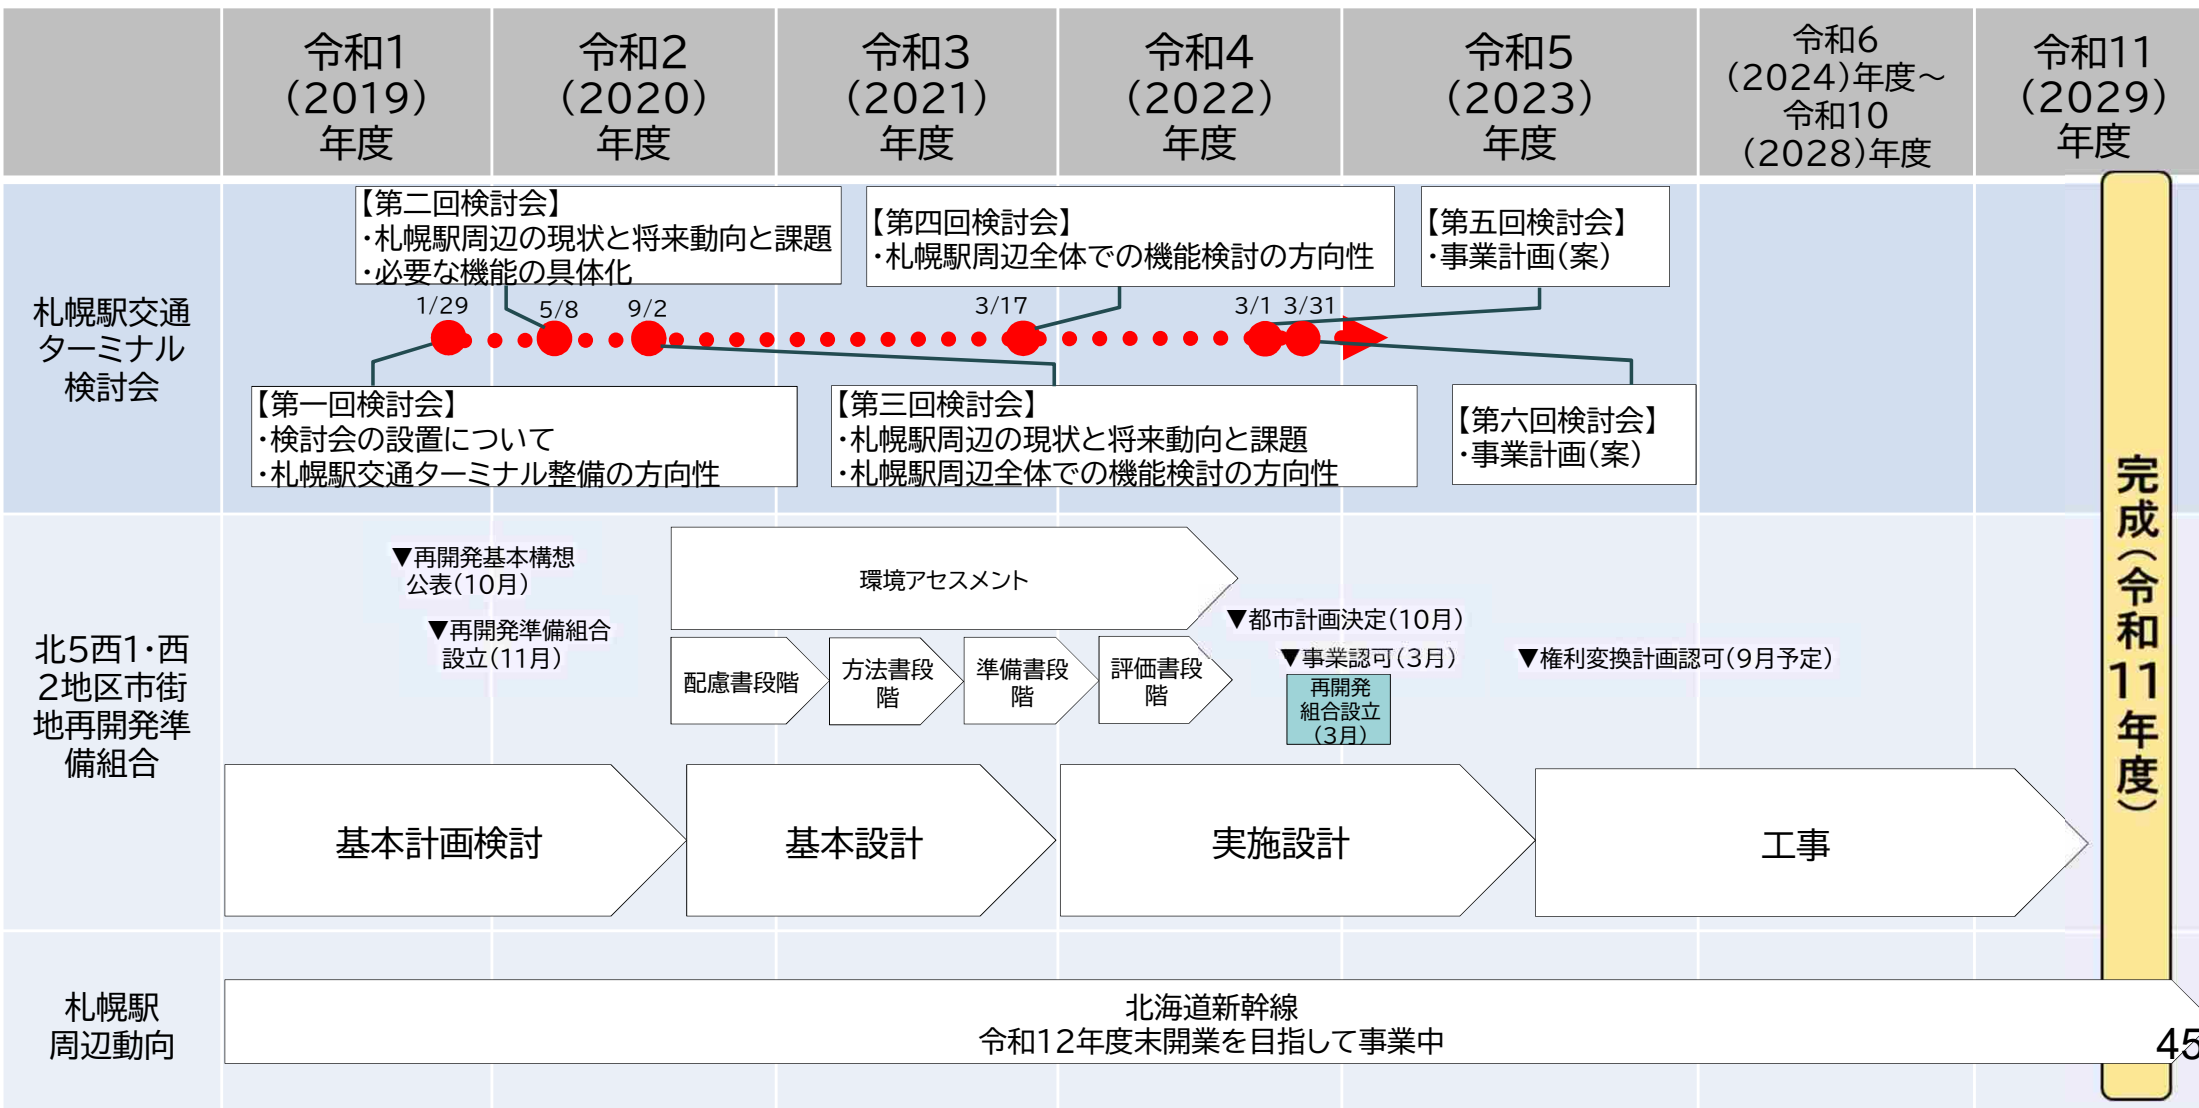 令和1
(2019)
年度
令和2
(2020)
年度
令和3
(2021)
年度
令和4
(2022)
年度
令和5
(2023)
年度
令和6
(2024)年度～
令和10
(2028)年度
令和11
(2029)
年度
札幌駅交通
ターミナル
検討会
【第二回検討会】
・札幌駅周辺の現状と将来動向と課題
・必要な機能の具体化
【第四回検討会】
・札幌駅周辺全体での機能検討の方向性
【第五回検討会】
・事業計画(案)
1/29
5/8
9/2
3/17
3/1
3/31
【第一回検討会】
・検討会の設置について
・札幌駅交通ターミナル整備の方向性
【第三回検討会】
・札幌駅周辺の現状と将来動向と課題
・札幌駅周辺全体での機能検討の方向性
【第六回検討会】
・事業計画(案)
北5西1・西
2地区市街
地再開発準
備組合
▼再開発基本構想
公表(10月)
▼再開発準備組合
設立(11月)
環境アセスメント
配慮書段階
方法書段
階
準備書段
階
評価書段
階
▼都市計画決定(10月)
▼事業認可(3月)
再開発
組合設立
(3月)
▼権利変換計画認可(9月予定)
基本計画検討
基本設計
実施設計
工事
完成(令和11年度)
札幌駅
周辺動向
北海道新幹線
令和12年度末開業を目指して事業中
45